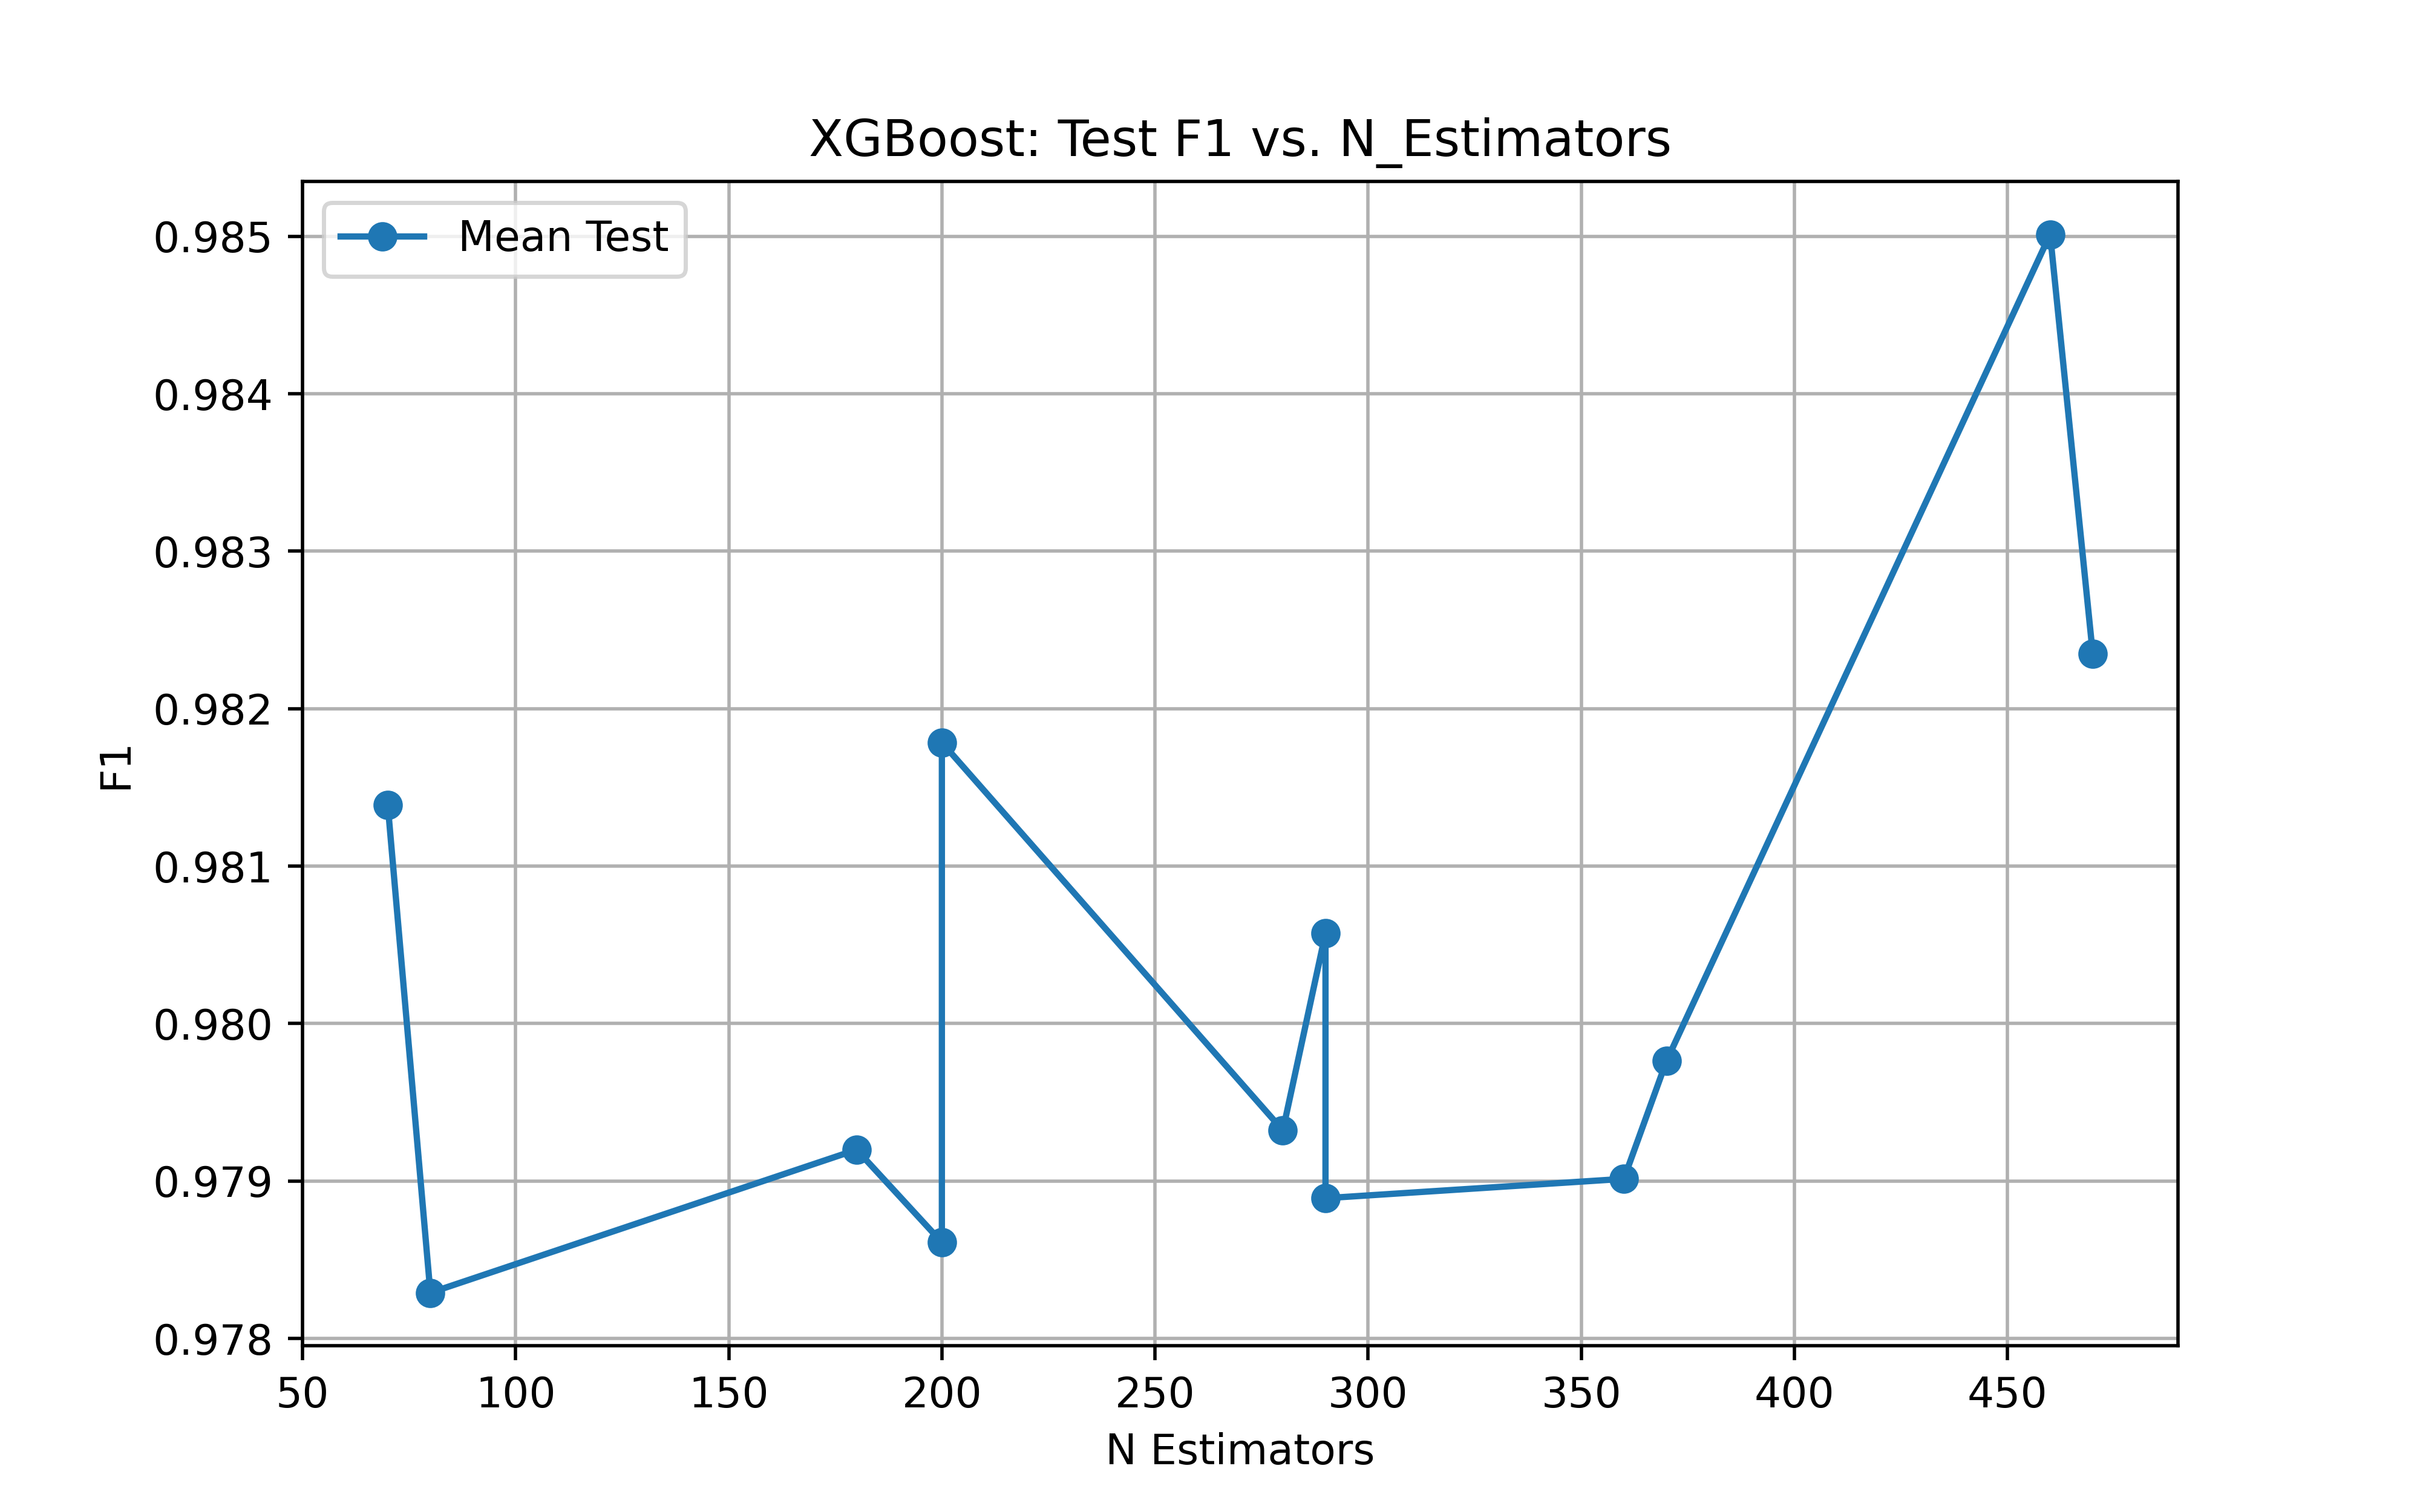 XGBoost: Test F1 vs. N_Estimators
Mean Test
0.985
0.984
0.983
0.982
0.981
0.980
0.979
0.978
F1
50 100 150 200 250 300 350 400 450
N Estimators